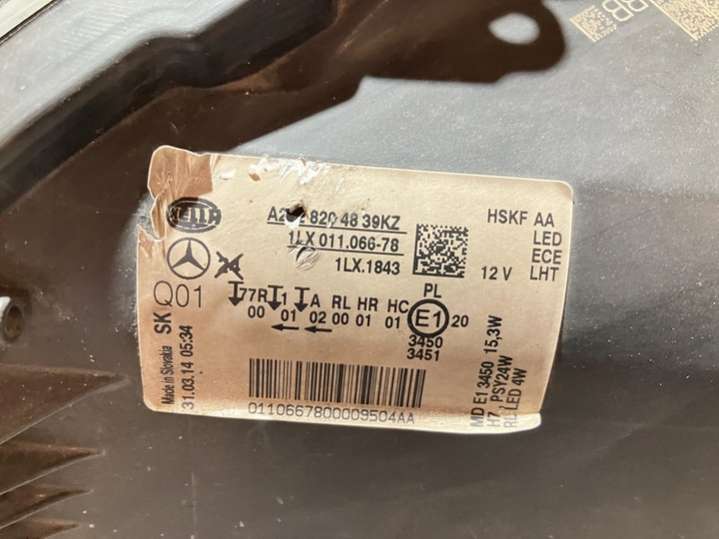 HELLA
820 48 39KZ
1LX 011.066-78
1LX.1843
HSKF AA
LED
ECE
12 V LHT
Q01
77R 1 A RL HR HC
00 01 02 00 01 01
PL
E1 20
3450
3451
SK
Made in Slovakia
31.03.14 05:34
0110667800009504AA
MD E1 3450 15,3W
H7 PSY24W
LED 4W